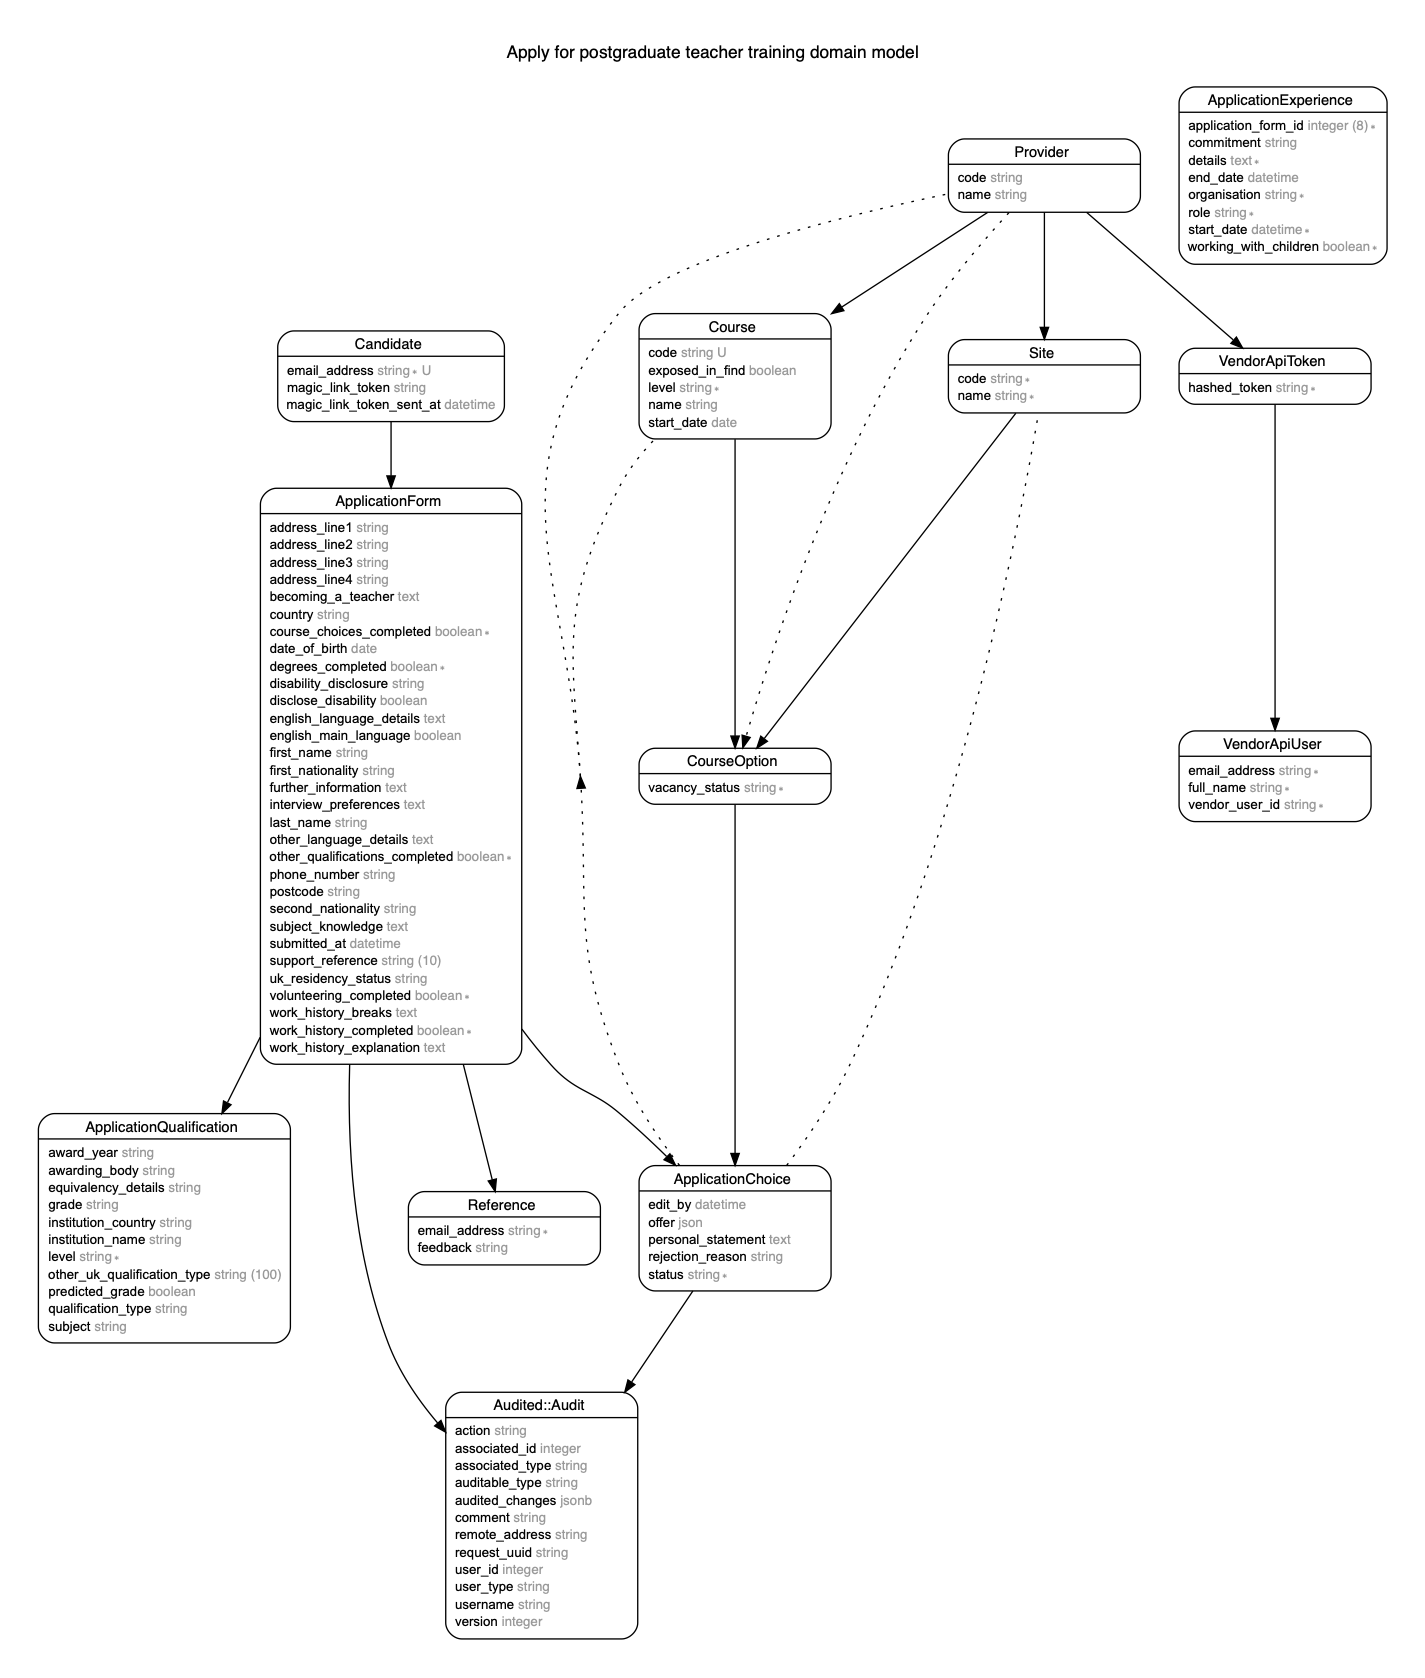 Apply for postgraduate teacher training domain model
ApplicationExperience
application_form_id integer (8) ∗
commitment string
details text ∗
end_date datetime
organisation string ∗
role string ∗
start_date datetime ∗
working_with_children boolean ∗
Provider
code string
name string
Course
code string U
exposed_in_find boolean
level string ∗
name string
start_date date
Candidate
email_address string ∗ U
magic_link_token string
magic_link_token_sent_at datetime
Site
code string ∗
name string ∗
VendorApiToken
hashed_token string ∗
ApplicationForm
address_line1 string
address_line2 string
address_line3 string
address_line4 string
becoming_a_teacher text
country string
course_choices_completed boolean ∗
date_of_birth date
degrees_completed boolean ∗
disability_disclosure string
disclose_disability boolean
english_language_details text
english_main_language boolean
first_name string
first_nationality string
further_information text
interview_preferences text
last_name string
other_language_details text
other_qualifications_completed boolean ∗
phone_number string
postcode string
second_nationality string
subject_knowledge text
submitted_at datetime
support_reference string (10)
uk_residency_status string
volunteering_completed boolean ∗
work_history_breaks text
work_history_completed boolean ∗
work_history_explanation text
CourseOption
vacancy_status string ∗
VendorApiUser
email_address string ∗
full_name string ∗
vendor_user_id string ∗
ApplicationQualification
award_year string
awarding_body string
equivalency_details string
grade string
institution_country string
institution_name string
level string ∗
other_uk_qualification_type string (100)
predicted_grade boolean
qualification_type string
subject string
Reference
email_address string ∗
feedback string
ApplicationChoice
edit_by datetime
offer json
personal_statement text
rejection_reason string
status string ∗
Audited::Audit
action string
associated_id integer
associated_type string
auditable_type string
audited_changes jsonb
comment string
remote_address string
request_uuid string
user_id integer
user_type string
username string
version integer